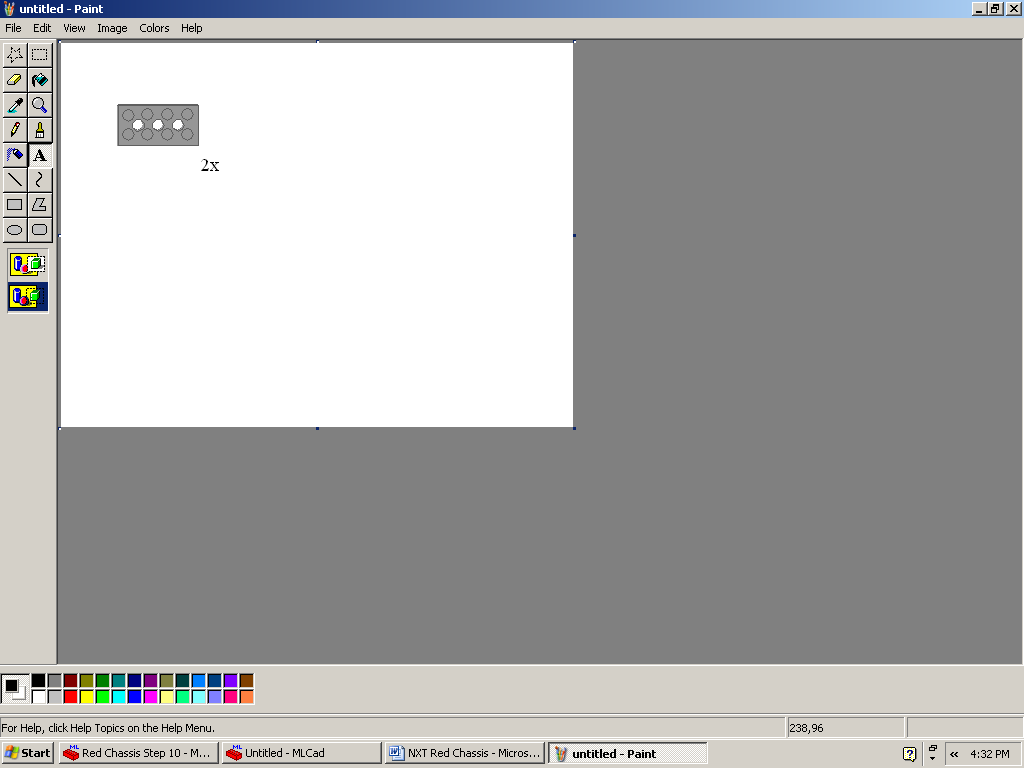 untitled - Paint
File Edit View Image Colors Help
A
2x
For Help, click Help Topics on the Help Menu.
238,96
Start
Red Chassis Step 10 - M...
Untitled - MLCad
NXT Red Chassis - Micros...
untitled - Paint
4:32 PM